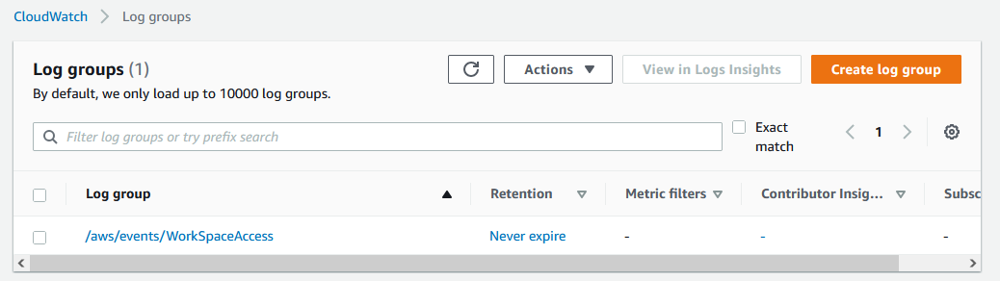 CloudWatch > Log groups
Log groups (1)
By default, we only load up to 10000 log groups.
Actions
View in Logs Insights
Create log group
Filter log groups or try prefix search
Exact
match
1
Log group Retention Metric filters Contributor Insig... Subsc
/aws/events/WorkSpaceAccess Never expire - - -